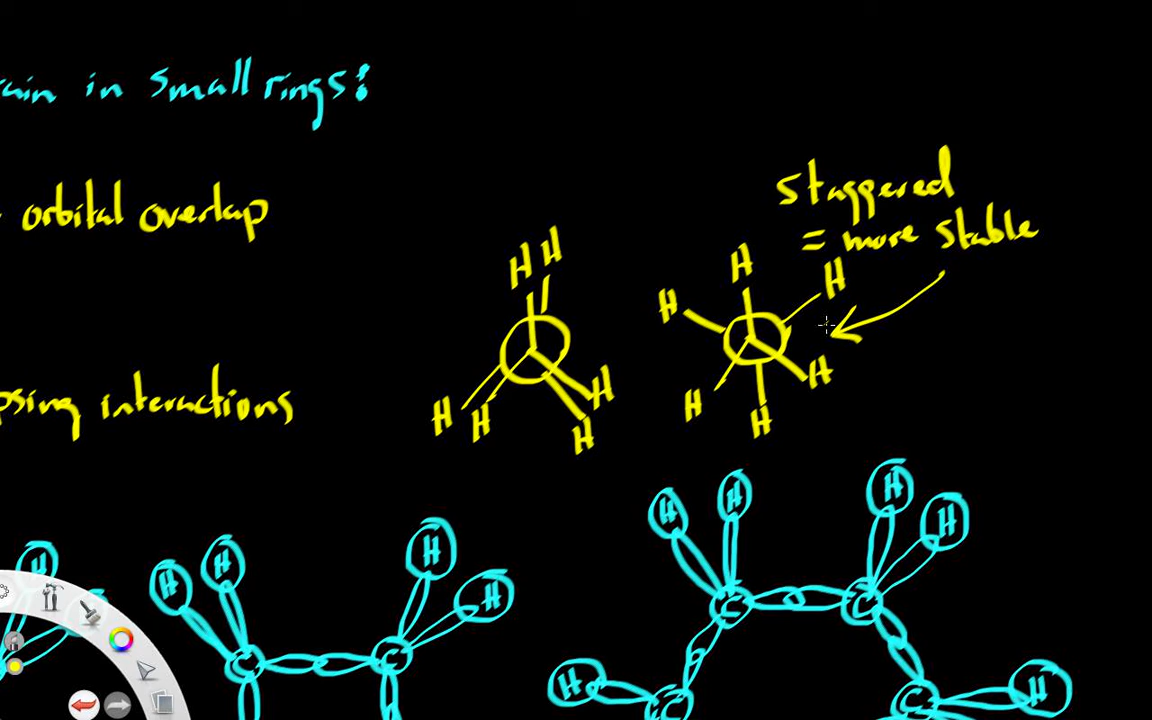 in small rings:
staggered
= more stable
orbital overlap
H H
H
H
H
H
H
H
H
H
H
H
H
interactions
H
H
H
H
H
H
H
H
H
C
C
H
H
C
C
C
C